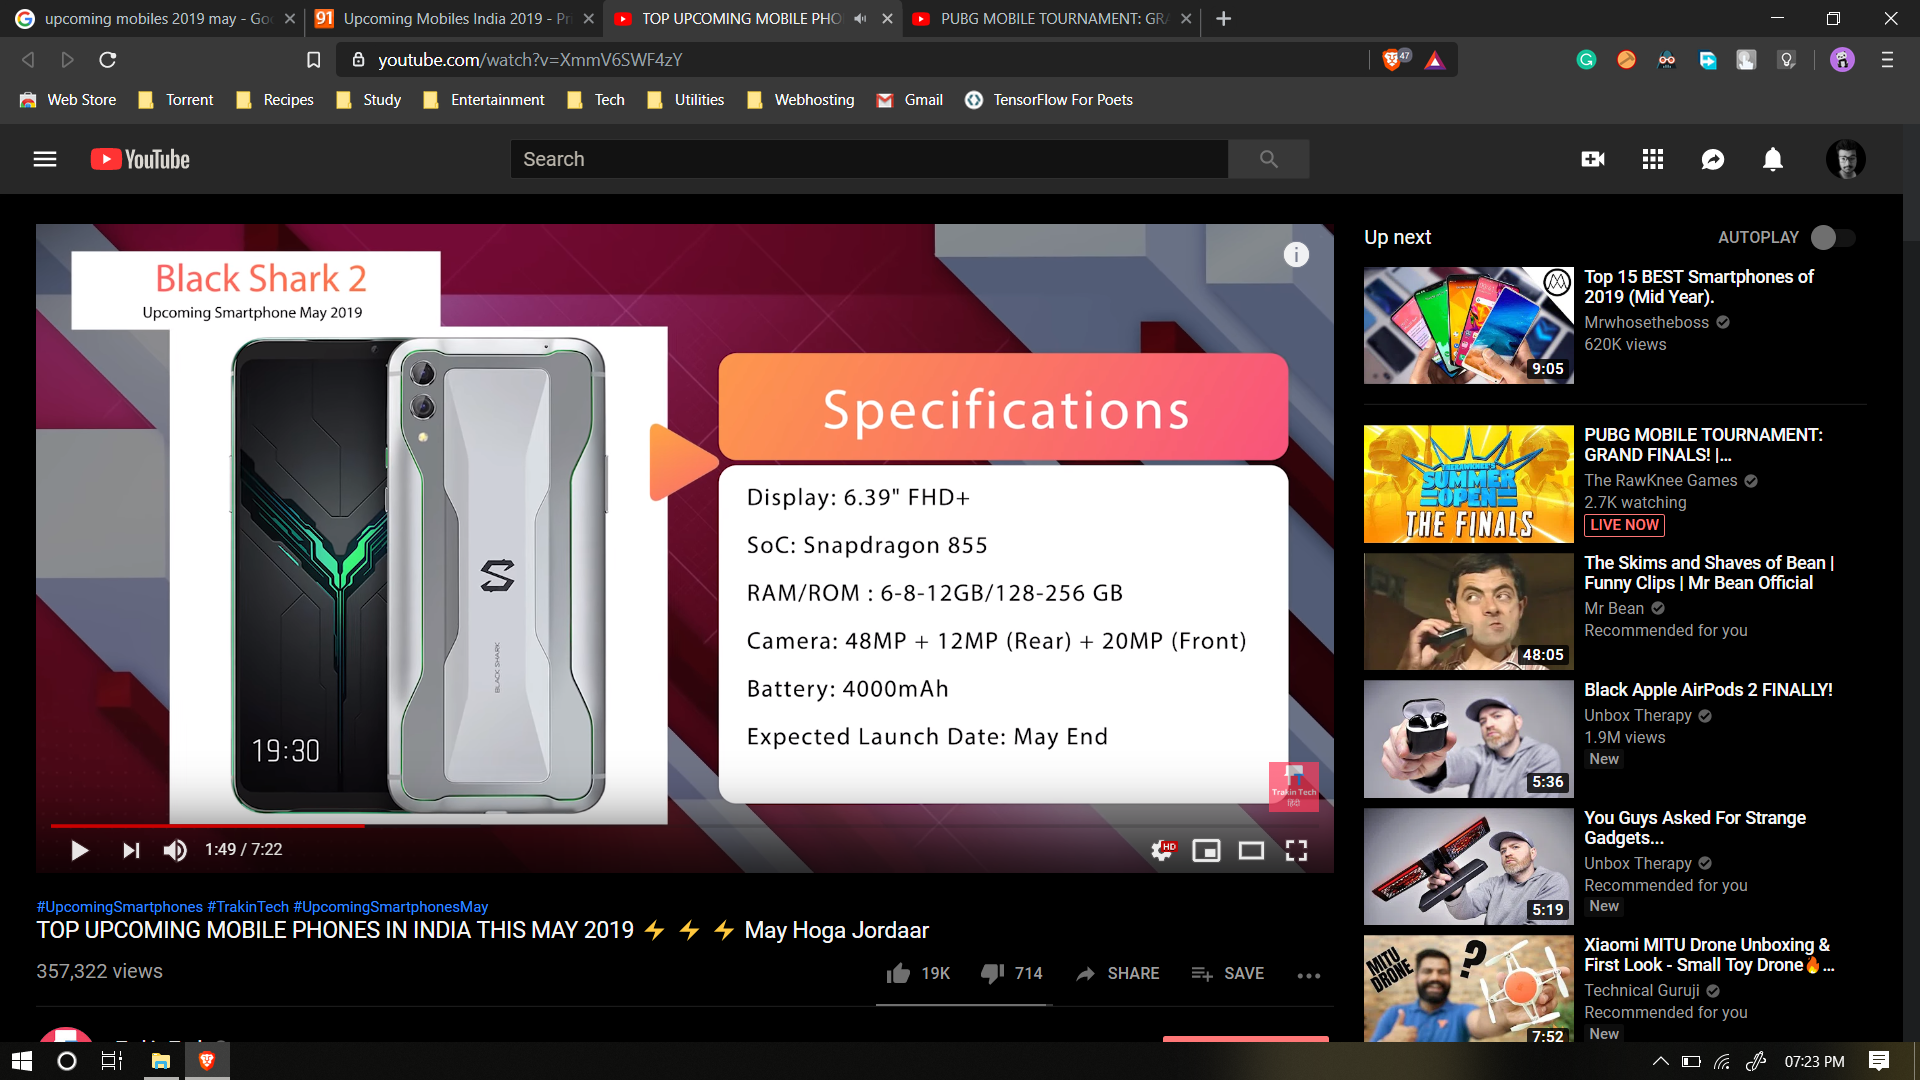 upcoming mobiles 2019 may - Goo
91
Upcoming Mobiles India 2019 - Pri
TOP UPCOMING MOBILE PHO
PUBG MOBILE TOURNAMENT: GRA
youtube.com/watch?v=XmmV6SWF4zY
47
Web Store
Torrent
Recipes
Study
Entertainment
Tech
Utilities
Webhosting
Gmail
TensorFlow For Poets
YouTube
Search
Black Shark 2
Upcoming Smartphone May 2019
19:30
BLACK SHARK
Specifications
Display: 6.39" FHD+
SoC: Snapdragon 855
RAM/ROM : 6-8-12GB/128-256 GB
Camera: 48MP + 12MP (Rear) + 20MP (Front)
Battery: 4000mAh
Expected Launch Date: May End
Trakin Tech
हिंदी
1:49 / 7:22
HD
#UpcomingSmartphones #TrakinTech #UpcomingSmartphonesMay
TOP UPCOMING MOBILE PHONES IN INDIA THIS MAY 2019 ⚡ ⚡ ⚡ May Hoga Jordaar
357,322 views
19K
714
SHARE
SAVE
Up next
AUTOPLAY
9:05
Top 15 BEST Smartphones of
2019 (Mid Year).
Mrwhosetheboss
620K views
THERAWKNEE'S
SUMMER
OPEN
THE FINALS
PUBG MOBILE TOURNAMENT:
GRAND FINALS! |...
The RawKnee Games
2.7K watching
LIVE NOW
48:05
The Skims and Shaves of Bean |
Funny Clips | Mr Bean Official
Mr Bean
Recommended for you
5:36
Black Apple AirPods 2 FINALLY!
Unbox Therapy
1.9M views
New
5:19
You Guys Asked For Strange
Gadgets...
Unbox Therapy
Recommended for you
New
MITU
DRONE
?
7:52
Xiaomi MITU Drone Unboxing &
First Look - Small Toy Drone🔥...
Technical Guruji
Recommended for you
New
07:23 PM